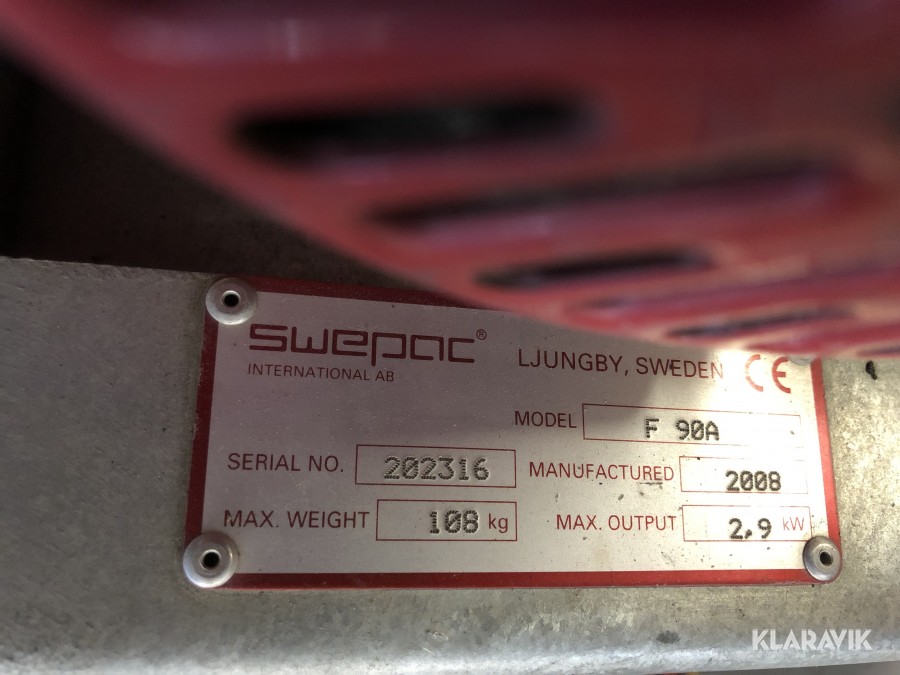 swepac® LJUNGBY, SWEDEN CE
INTERNATIONAL AB
MODEL F 90A
SERIAL NO. 202316 MANUFACTURED 2008
MAX. WEIGHT 108 kg MAX. OUTPUT 2,9 kW
KLARAVIK